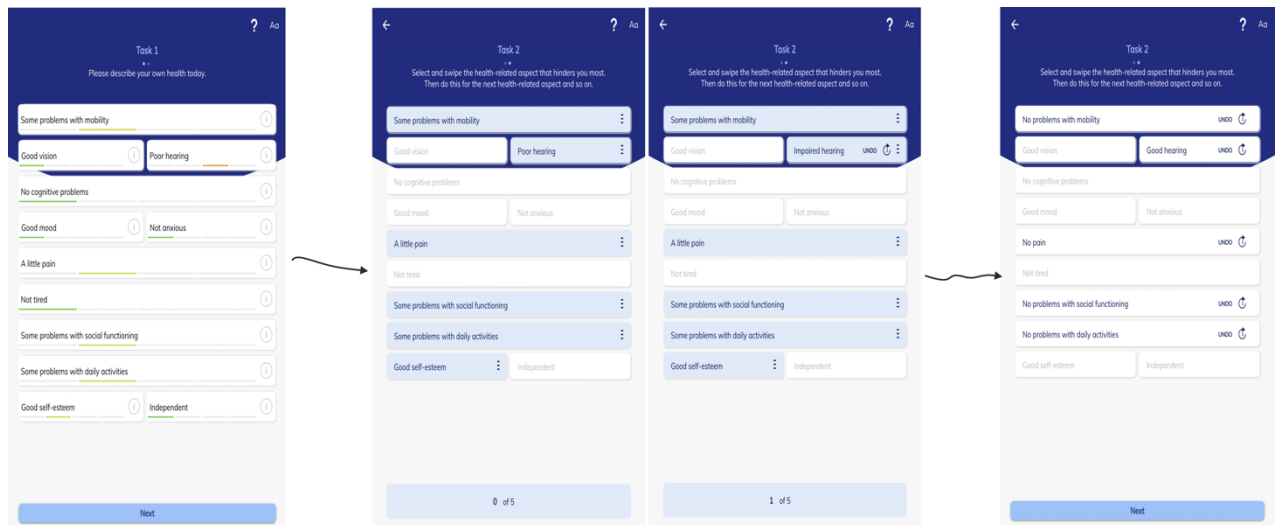 ? Aa
Task 1
Please describe your own health today.
Some problems with mobility i
Good vision i Poor hearing i
No cognitive problems i
Good mood i Not anxious i
A little pain i
Not tired i
Some problems with social functioning i
Some problems with daily activities i
Good self-esteem i Independent i
Next
? Aa
Task 2
Select and swipe the health-related aspect that hinders you most.
Then do this for the next health-related aspect and so on.
Some problems with mobility
Good vision Poor hearing
No cognitive problems
Good mood Not anxious
A little pain
Not tired
Some problems with social functioning
Some problems with daily activities
Good self-esteem Independent
0 of 5
? Aa
Task 2
Select and swipe the health-related aspect that hinders you most.
Then do this for the next health-related aspect and so on.
Some problems with mobility
Good vision Impaired hearing UNDO
No cognitive problems
Good mood Not anxious
A little pain
Not tired
Some problems with social functioning
Some problems with daily activities
Good self-esteem Independent
1 of 5
? Aa
Task 2
Select and swipe the health-related aspect that hinders you most.
Then do this for the next health-related aspect and so on.
No problems with mobility UNDO
Good vision Good hearing UNDO
No cognitive problems
Good mood Not anxious
No pain UNDO
Not tired
No problems with social functioning UNDO
No problems with daily activities UNDO
Good self-esteem Independent
Next